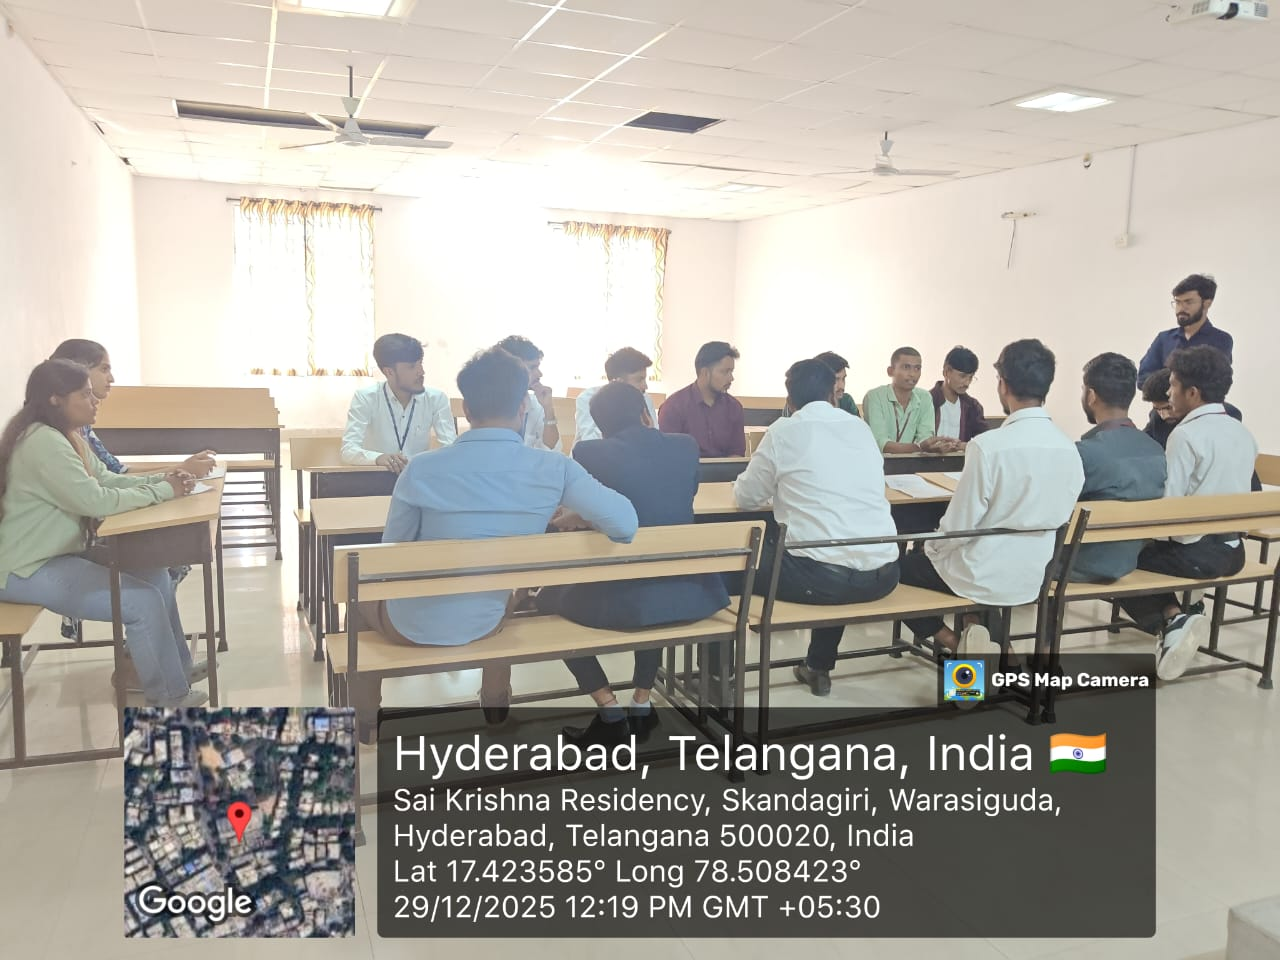 GPS Map Camera
Hyderabad, Telangana, India 🇮🇳
Sai Krishna Residency, Skandagiri, Warasiguda,
Hyderabad, Telangana 500020, India
Lat 17.423585° Long 78.508423°
29/12/2025 12:19 PM GMT +05:30
Google